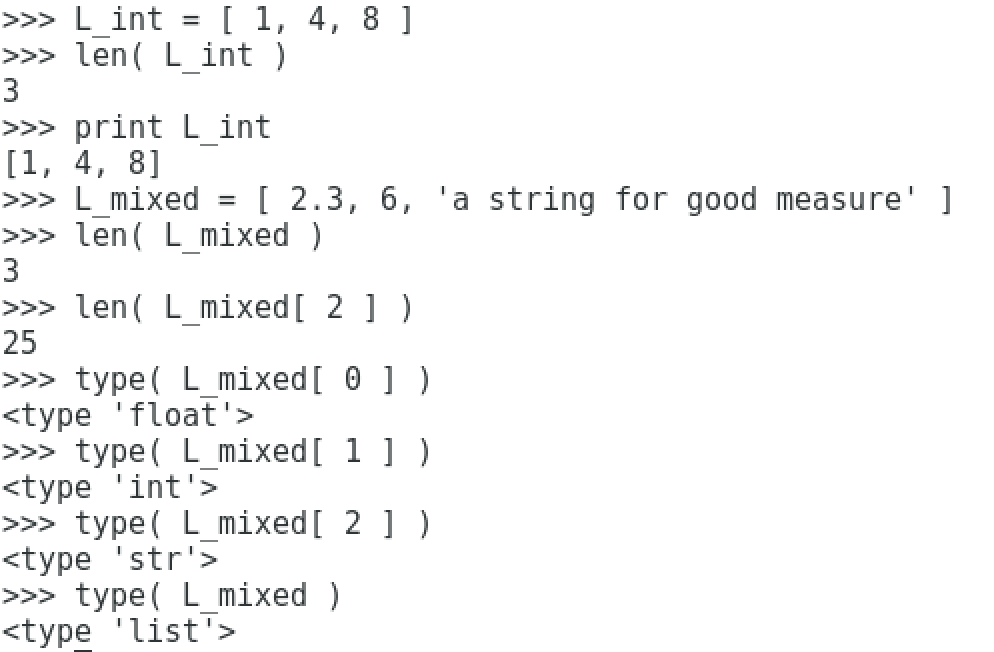 >>> L_int = [ 1, 4, 8 ]
>>> len( L_int )
3
>>> print L_int
[1, 4, 8]
>>> L_mixed = [ 2.3, 6, 'a string for good measure' ]
>>> len( L_mixed )
3
>>> len( L_mixed[ 2 ] )
25
>>> type( L_mixed[ 0 ] )
<type 'float'>
>>> type( L_mixed[ 1 ] )
<type 'int'>
>>> type( L_mixed[ 2 ] )
<type 'str'>
>>> type( L_mixed )
<type 'list'>